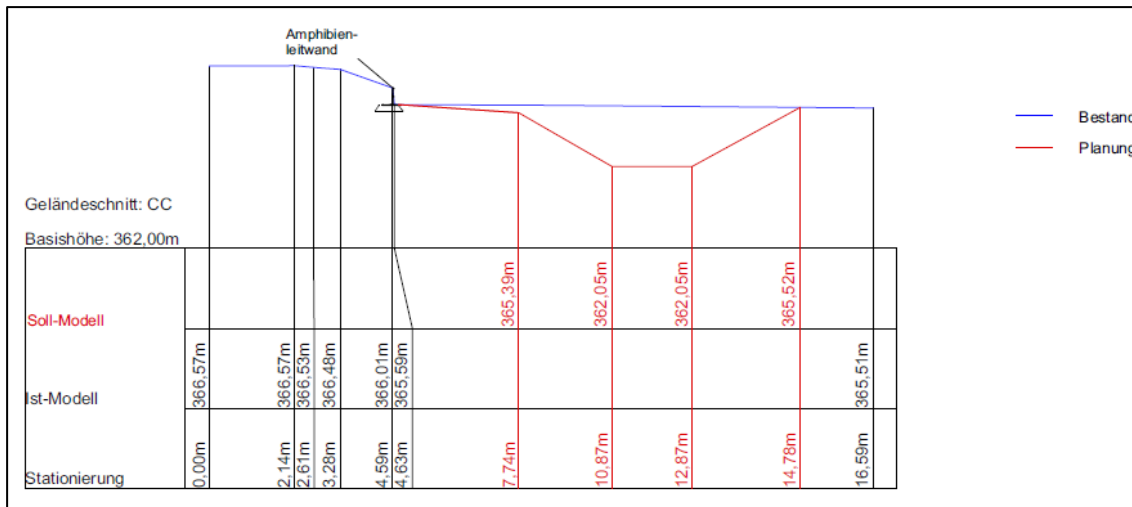 Amphibien-
leitwand
Bestand
Planung
Geländeschnitt: CC
Basishöhe: 362,00m
Soll-Modell
365,39m
362,05m
362,05m
365,52m
Ist-Modell
366,57m
366,57m
366,53m
366,48m
366,01m
365,59m
365,51m
Stationierung
0,00m
2,14m
2,61m
3,28m
4,59m
4,63m
7,74m
10,87m
12,87m
14,78m
16,59m